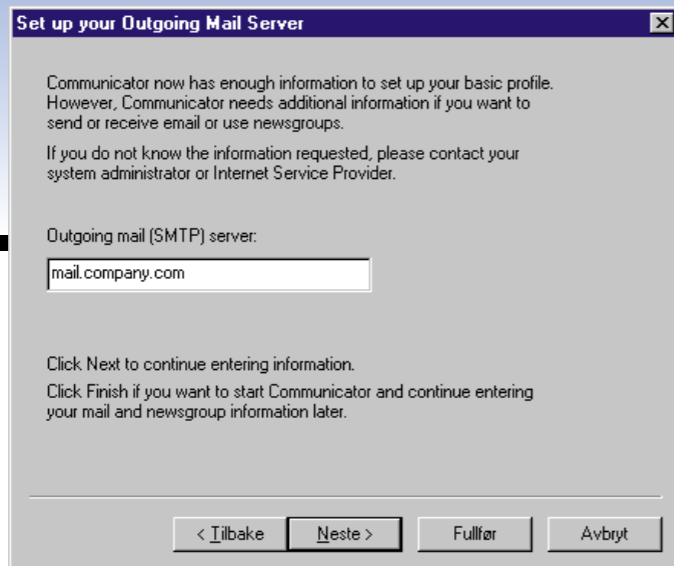 Set up your Outgoing Mail Server
Communicator now has enough information to set up your basic profile.
However, Communicator needs additional information if you want to
send or receive email or use newsgroups.
If you do not know the information requested, please contact your
system administrator or Internet Service Provider.
Outgoing mail (SMTP) server:
mail.company.com
Click Next to continue entering information.
Click Finish if you want to start Communicator and continue entering
your mail and newsgroup information later.
< Tilbake Neste > Fullfør Avbryt